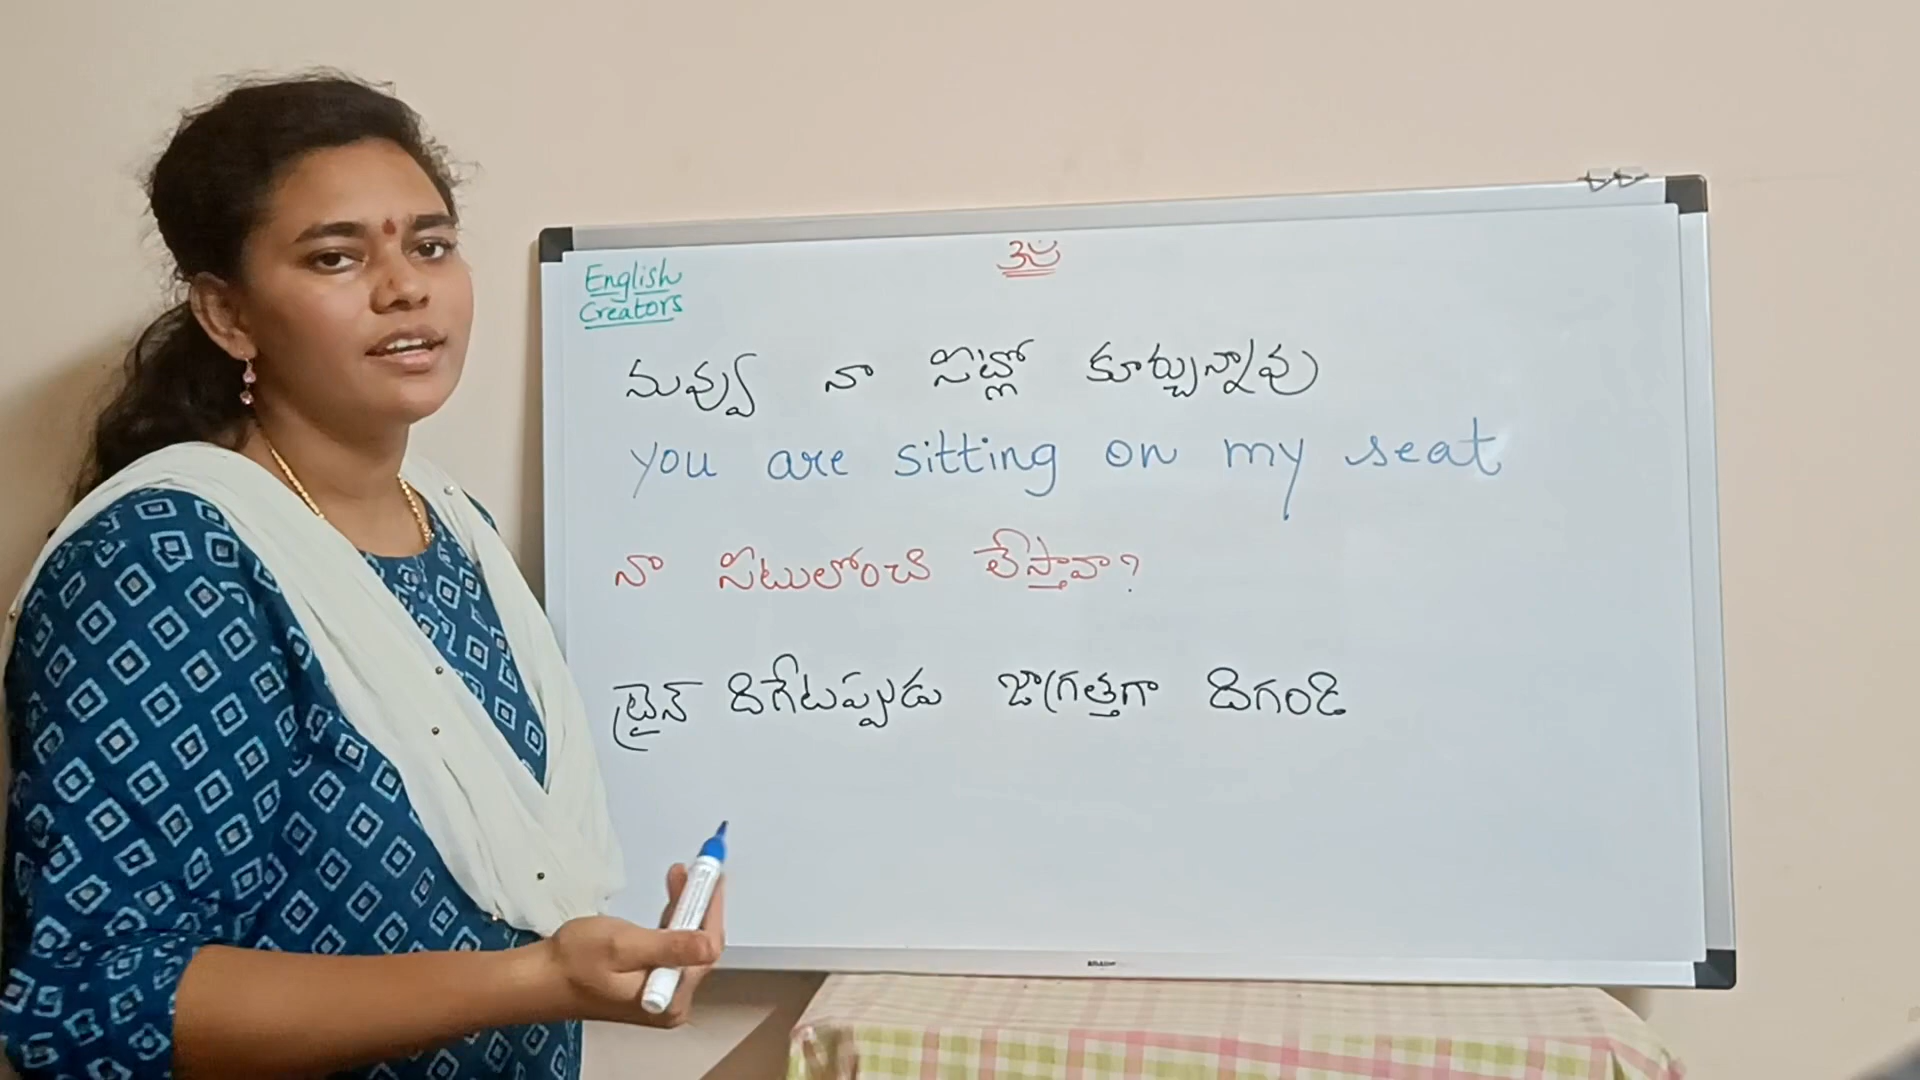 English
Creators
ఓం
నువ్వు నా సీట్లో కూర్చున్నావు
you are sitting on my seat
నా సీటులోంచి లేస్తావా?
ట్రైన్ దిగేటప్పుడు జాగ్రత్తగా దిగండి